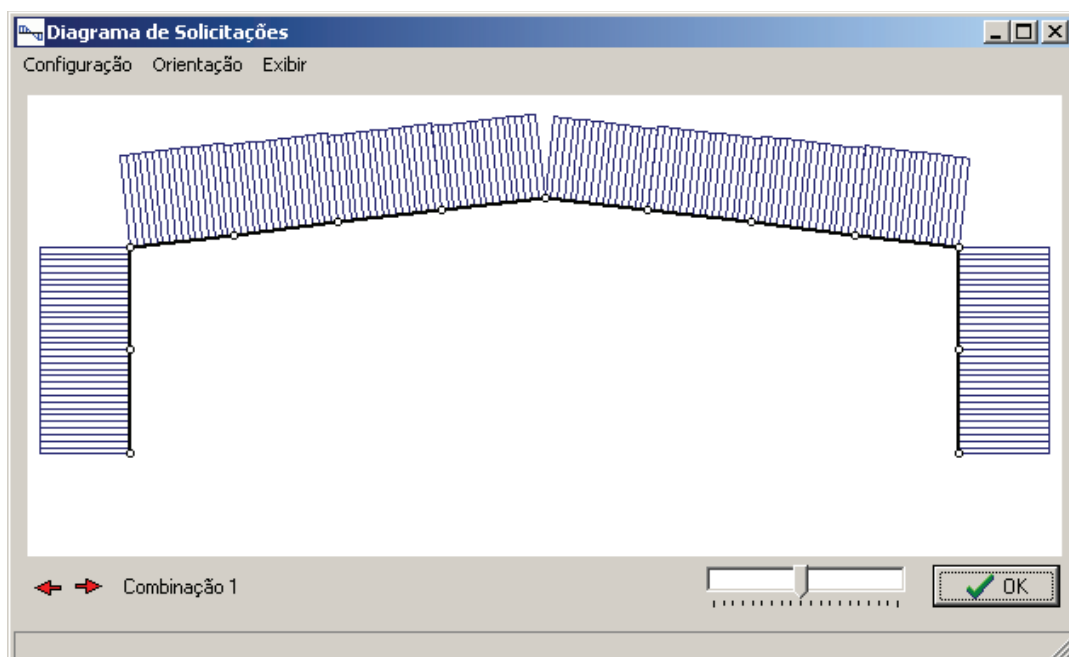 Diagrama de Solicitações
Configuração Orientação Exibir
Combinação 1
OK